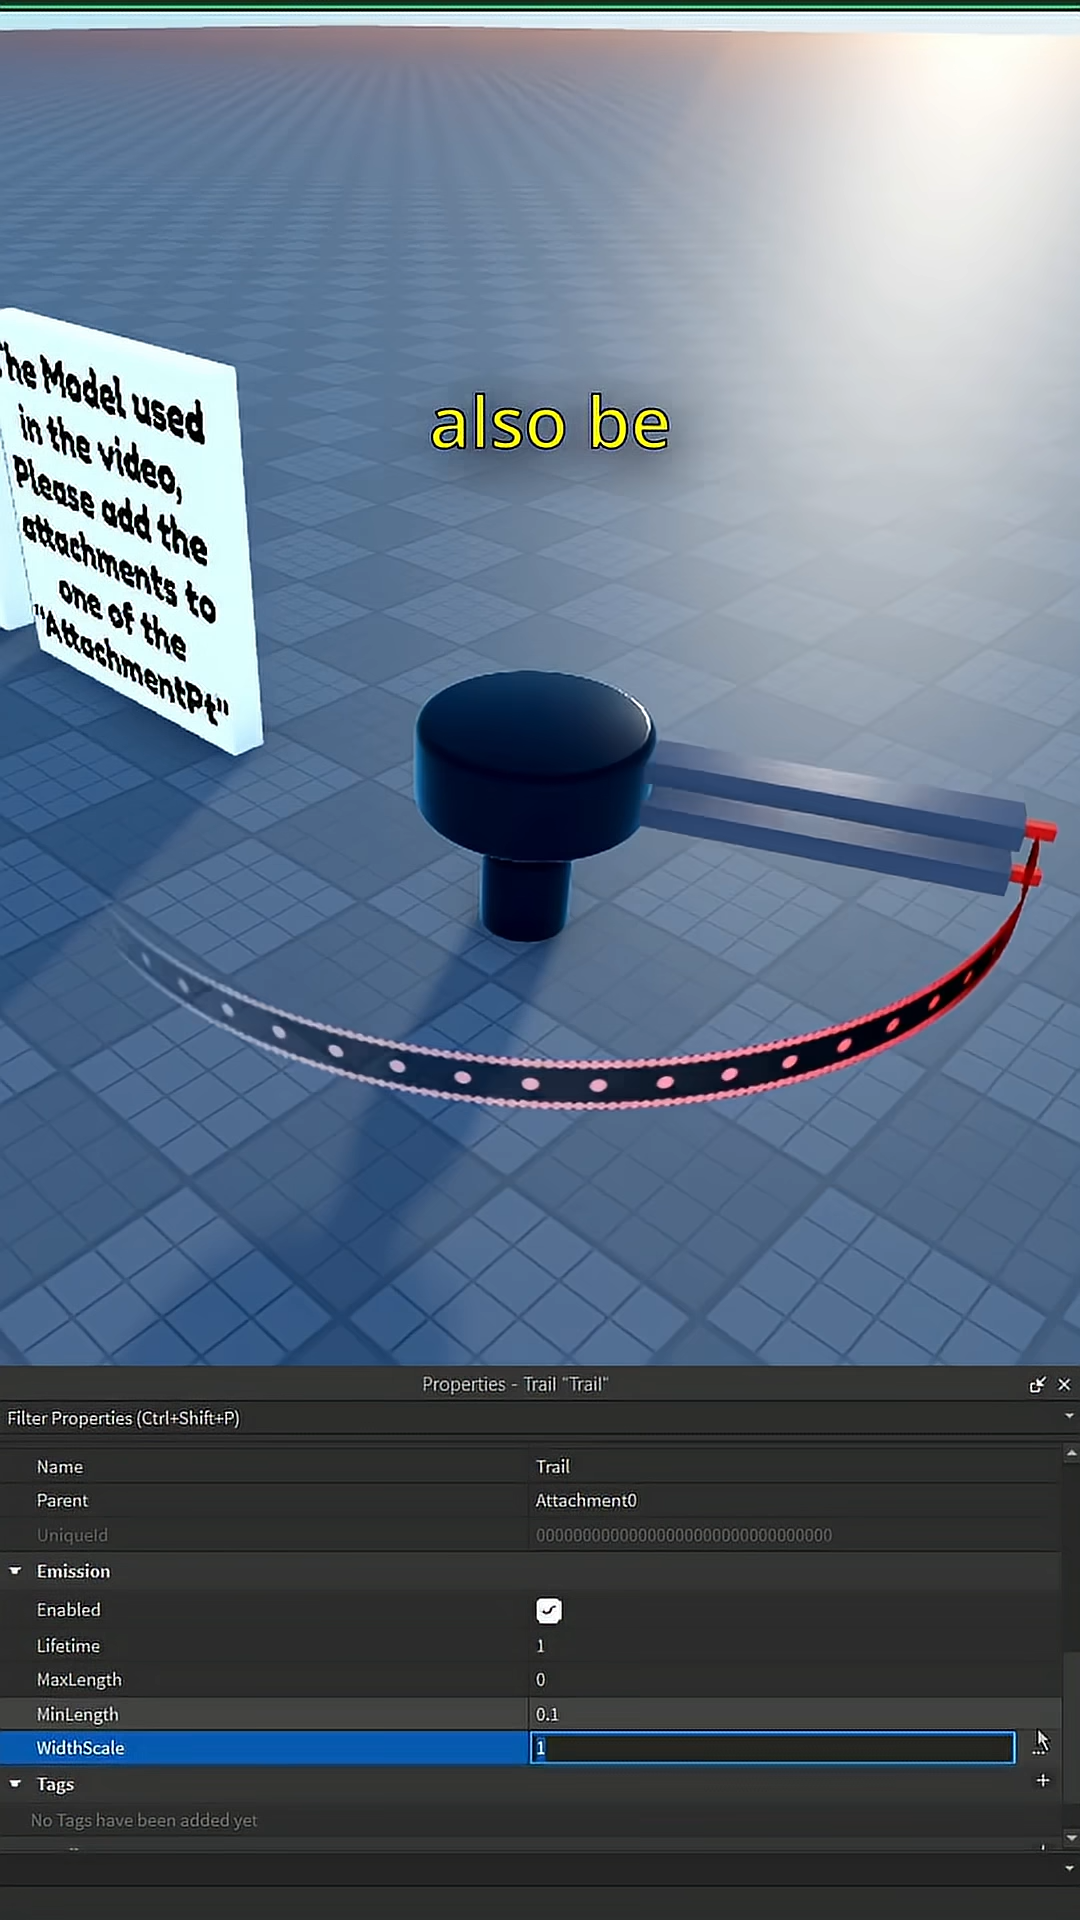 The Model used
in the video,
Please add the
attachments to
one of the
"AttachmentPt"
also be
Properties - Trail "Trail"
Filter Properties (Ctrl+Shift+P)
Name Trail
Parent Attachment0
UniqueId 00000000000000000000000000000000
Emission
Enabled
Lifetime 1
MaxLength 0
MinLength 0.1
WidthScale 1
...
Tags +
No Tags have been added yet